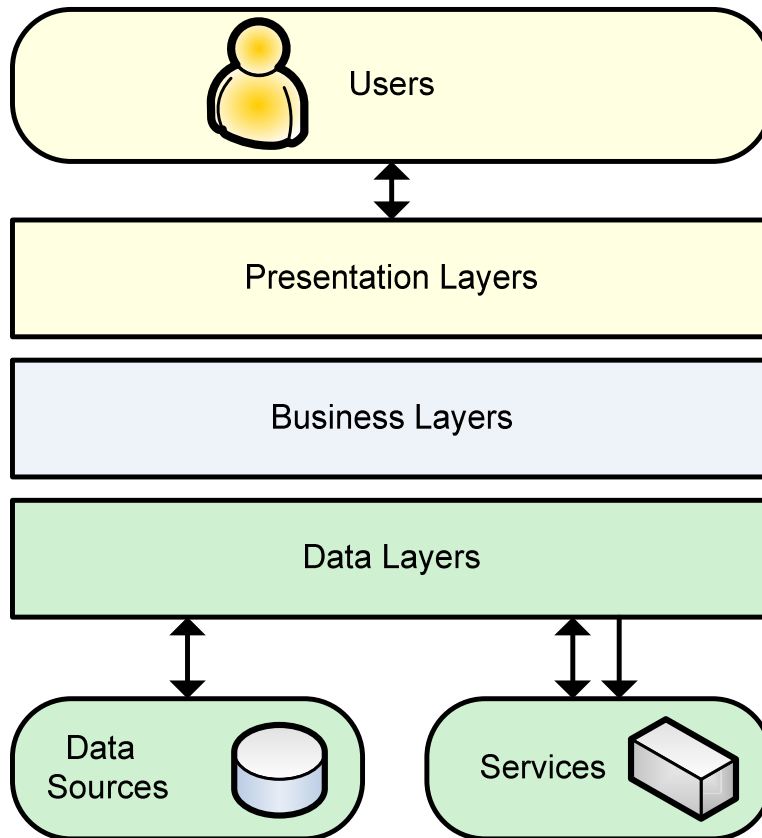 Users
Presentation Layers
Business Layers
Data Layers
Data
Sources
Services